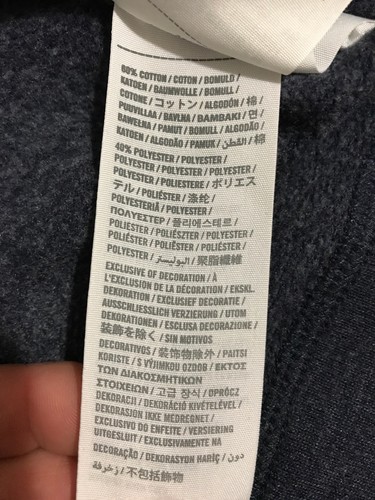 60% COTTON / COTON / BOMULD /
KATOEN / BAUMWOLLE / BOMULL /
COTONE / コットン / ALGODÓN / 棉 /
PUUVILLAA / BAVLNA / ΒΑΜΒΑΚΙ / 면 /
BAWEŁNA / PAMUT / BOMULL / ALGODÃO /
KATOEN / ALGODÃO / PAMUK / القطن / 棉
40% POLYESTER / POLYESTER /
POLYESTER / POLYESTER / POLYESTER /
POLYESTER / POLIESTERE / ポリエス
テル / POLIÉSTER / 涤纶 /
POLYESTERIÄ / POLYESTER /
ΠΟΛΥΕΣΤΕΡ / 폴리에스테르 /
POLIESTER / POLIÉSZTER / POLYESTER /
POLIÉSTER / POLIËSTER / POLIÉSTER /
POLYESTER / البوليستر / 聚脂纖維
EXCLUSIVE OF DECORATION / À
L'EXCLUSION DE LA DÉCORATION / EKSKL.
DEKORATION / EXCLUSIEF DECORATIE /
AUSSCHLIESSLICH VERZIERUNG / UTOM
DEKORATIONEN / ESCLUSA DECORAZIONE /
装飾を除く / SIN MOTIVOS
DECORATIVOS / 装饰物除外 / PAITSI
KORISTE / S VÝJIMKOU OZDOB / ΕΚΤΟΣ
ΤΩΝ ΔΙΑΚΟΣΜΗΤΙΚΩΝ
ΣΤΟΙΧΕΙΩΝ / 고급 장식 / OPRÓCZ
DEKORACJI / DEKORÁCIÓ KIVÉTELÉVEL /
DEKORASJON IKKE MEDREGNET /
EXCLUSIVO DO ENFEITE / VERSIERING
UITGESLUIT / EXCLUSIVAMENTE NA
DECORAÇÃO / DEKORASYON HARİÇ / دون
زخرفة / 不包括飾物